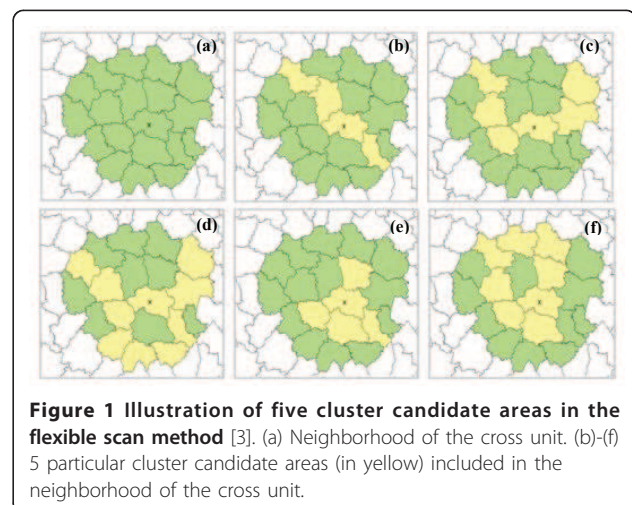 (a)
(b)
(c)
(d)
(e)
(f)
Figure 1 Illustration of five cluster candidate areas in the
flexible scan method [3]. (a) Neighborhood of the cross unit. (b)-(f)
5 particular cluster candidate areas (in yellow) included in the
neighborhood of the cross unit.